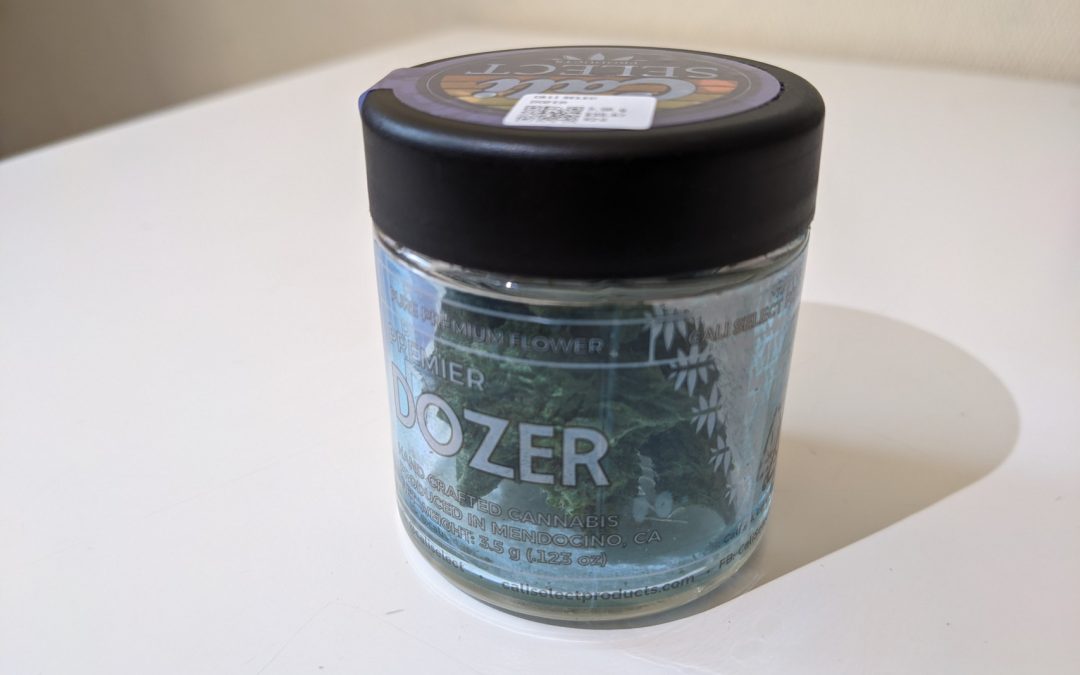 Cali
SELECT
PURE PREMIUM FLOWER
PREMIER
DOZER
HAND CRAFTED CANNABIS
PRODUCED IN MENDOCINO, CA
WEIGHT: 3.5 g (.123 oz)
caliselectproducts.com
CALI SELECT